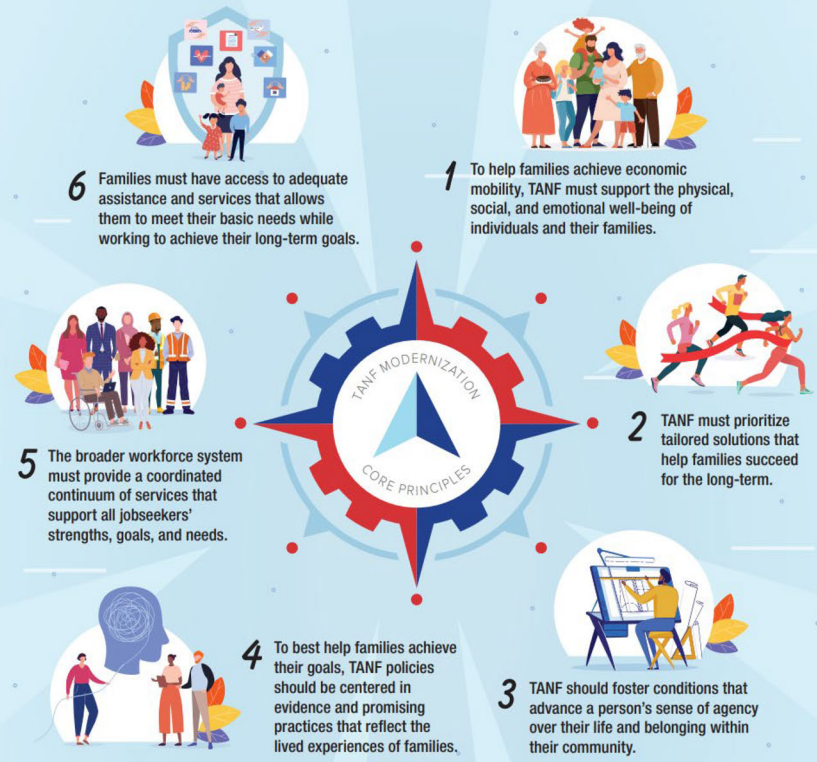 TANF MODERNIZATION
CORE PRINCIPLES
1 To help families achieve economic
mobility, TANF must support the physical,
social, and emotional well-being of
individuals and their families.
2 TANF must prioritize
tailored solutions that
help families succeed
for the long-term.
3 TANF should foster conditions that
advance a person's sense of agency
over their life and belonging within
their community.
4 To best help families achieve
their goals, TANF policies
should be centered in
evidence and promising
practices that reflect the
lived experiences of families.
5 The broader workforce system
must provide a coordinated
continuum of services that
support all jobseekers'
strengths, goals, and needs.
6 Families must have access to adequate
assistance and services that allows
them to meet their basic needs while
working to achieve their long-term goals.